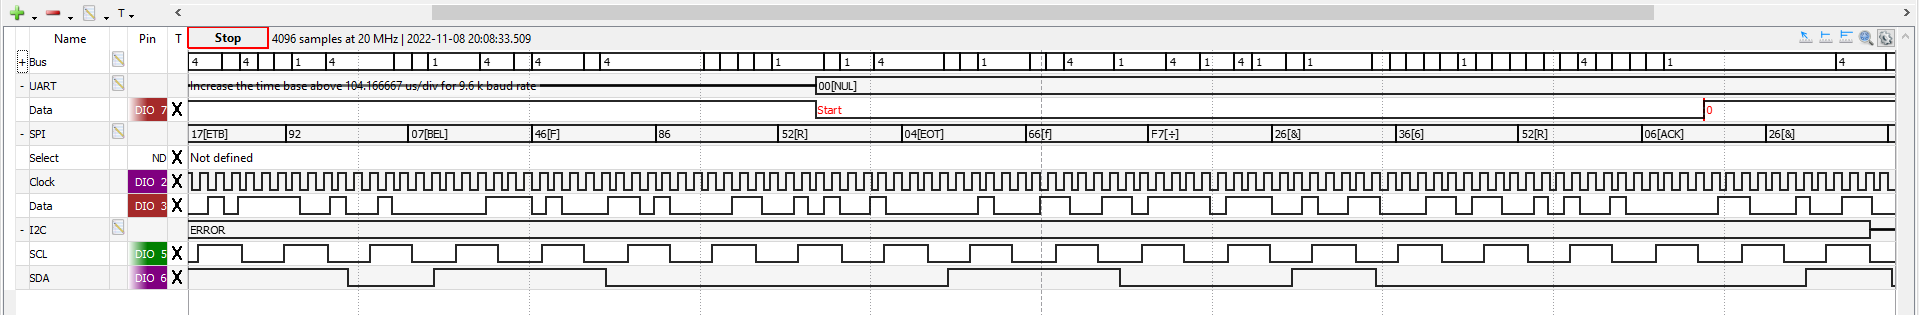 T
Name Pin T Stop 4096 samples at 20 MHz | 2022-11-08 20:08:33.509
+ Bus 4 4 1 4 1 4 4 4 1 1 4 1 4 1 4 1 4 1 1 1 4 1 4
- UART Increase the time base above 104.166667 us/div for 9.6 k baud rate 00[NUL]
Data DIO 7 X Start 0
- SPI 17[ETB] 92 07[BEL] 46[F] 86 52[R] 04[EOT] 66[f] F7[÷] 26[&] 36[6] 52[R] 06[ACK] 26[&]
Select ND X Not defined
Clock DIO 2 X
Data DIO 3 X
- I2C ERROR
SCL DIO 5 X
SDA DIO 6 X